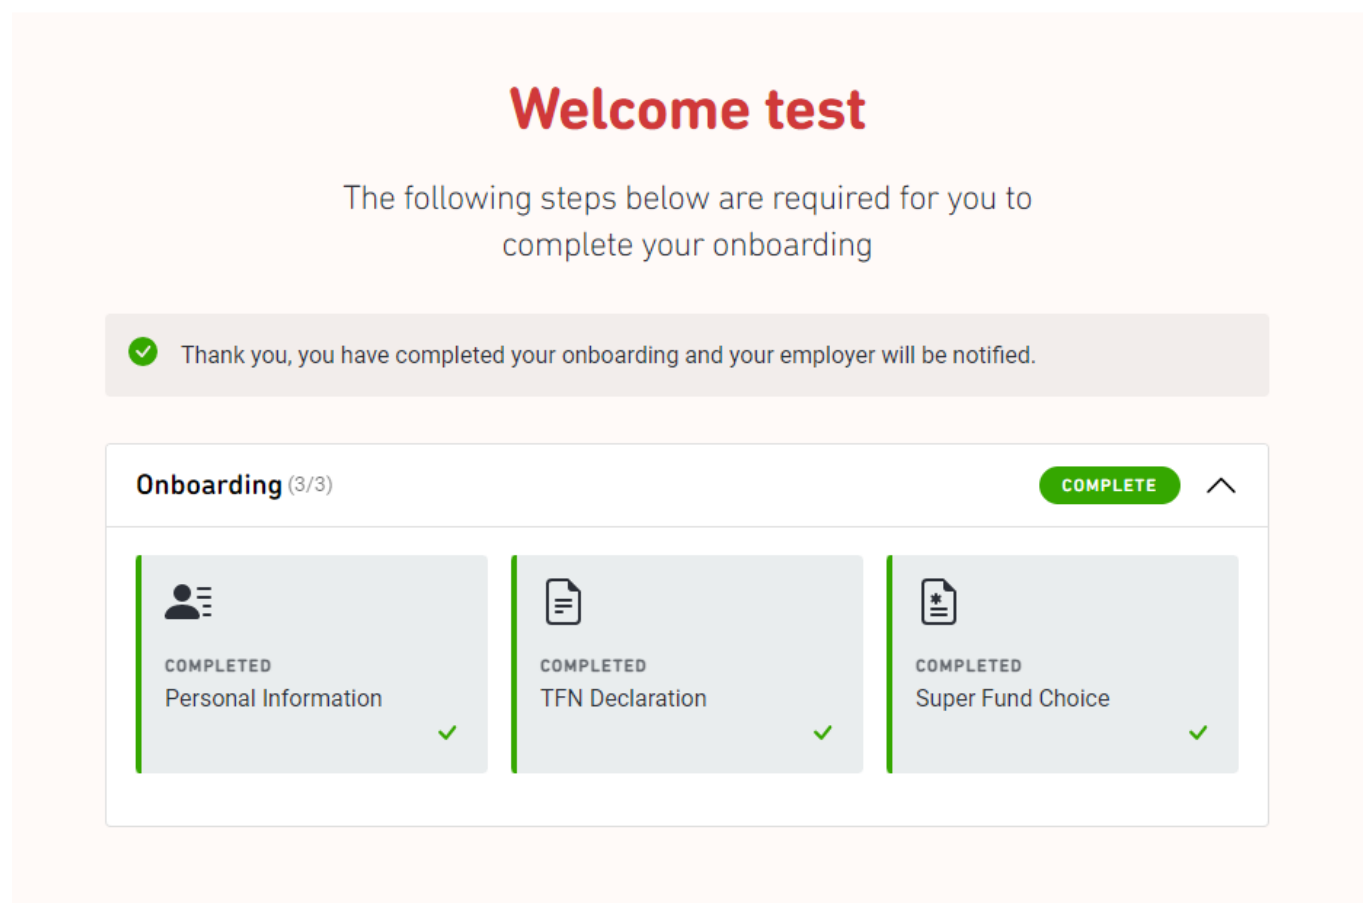 Welcome test
The following steps below are required for you to
complete your onboarding
Thank you, you have completed your onboarding and your employer will be notified.
Onboarding (3/3)
COMPLETE
COMPLETED
Personal Information
COMPLETED
TFN Declaration
COMPLETED
Super Fund Choice